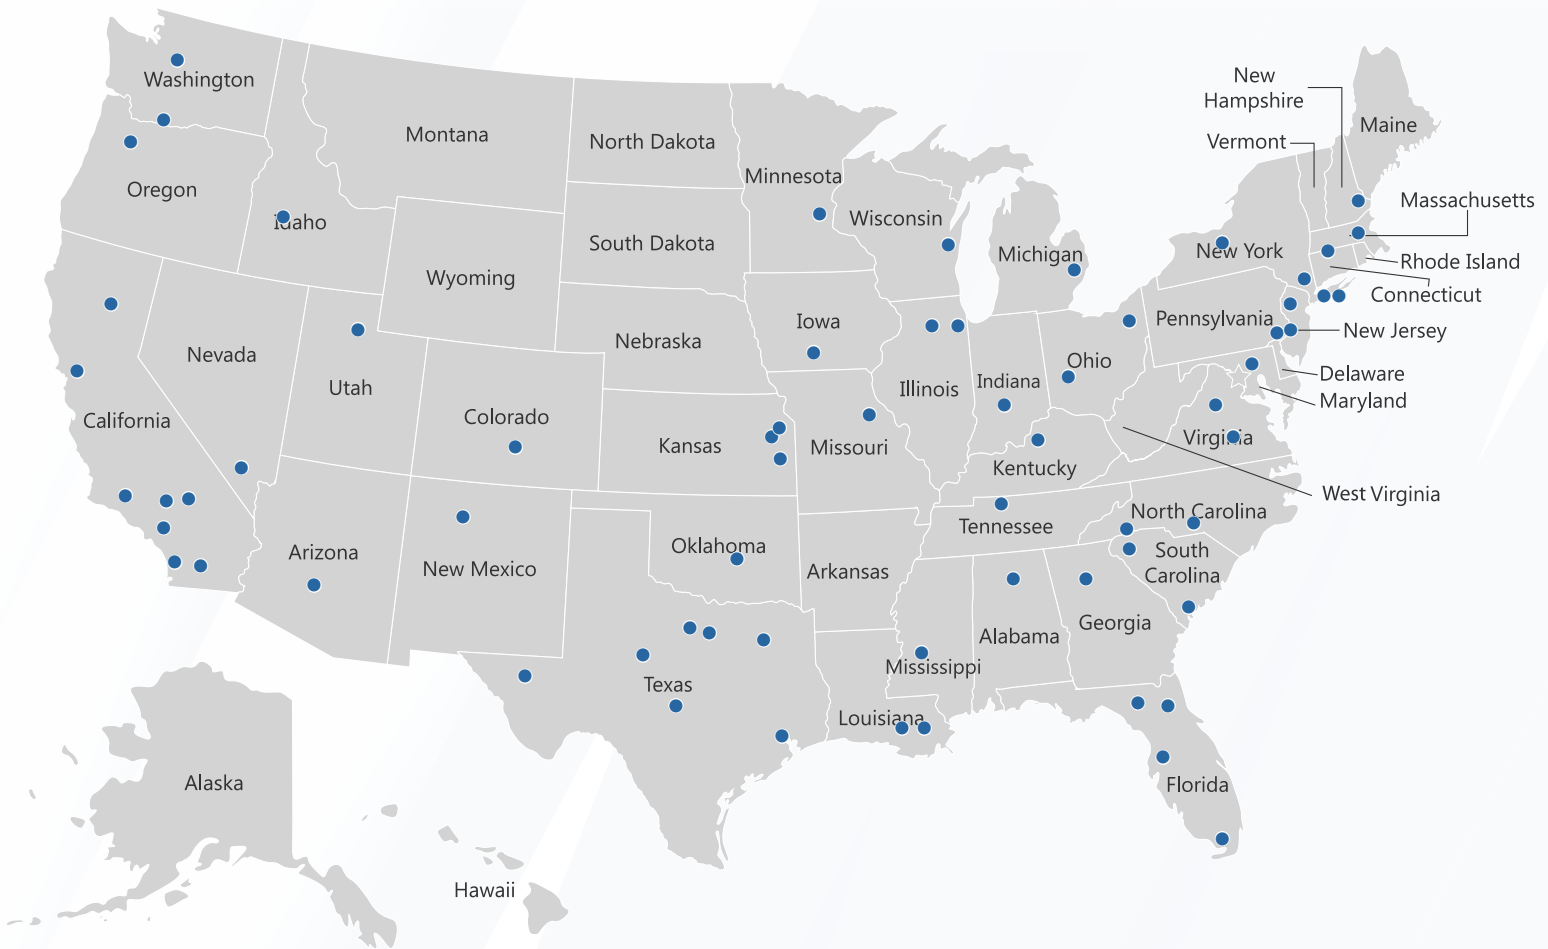 New
Hampshire
Washington
Montana
North Dakota
Minnesota
Maine
Vermont
Oregon
Idaho
South Dakota
Wisconsin
Michigan
New York
Massachusetts
Rhode Island
Connecticut
Wyoming
Nebraska
Iowa
Pennsylvania
New Jersey
Nevada
Utah
Colorado
Kansas
Missouri
Illinois
Indiana
Ohio
Delaware
Maryland
California
Kentucky
Virginia
West Virginia
Arizona
New Mexico
Oklahoma
Arkansas
Tennessee
North Carolina
South
Carolina
Texas
Louisiana
Mississippi
Alabama
Georgia
Florida
Alaska
Hawaii